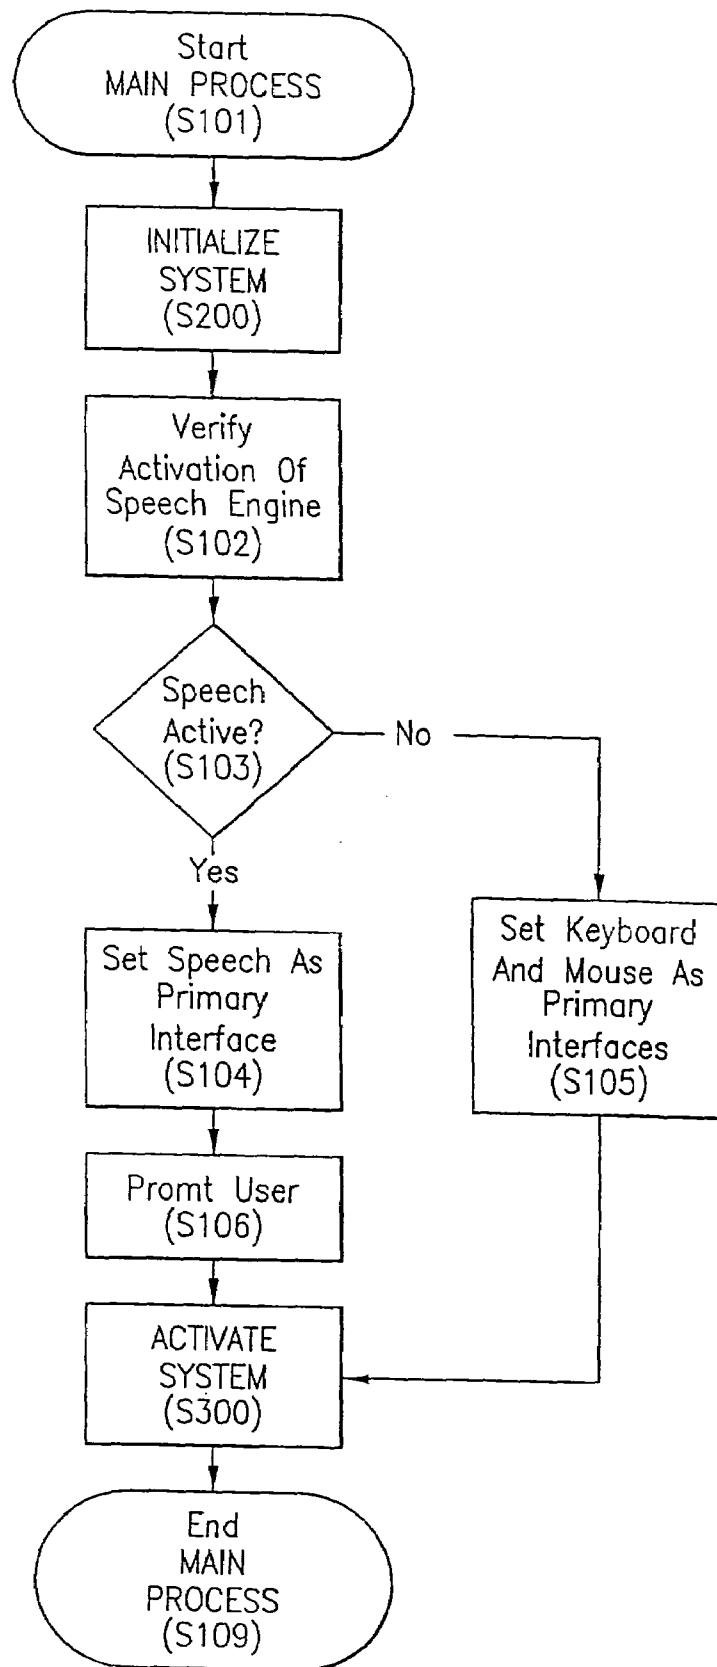 Start
MAIN PROCESS
(S101)
INITIALIZE
SYSTEM
(S200)
Verify
Activation Of
Speech Engine
(S102)
Speech
Active?
(S103)
No
Yes
Set Speech As
Primary
Interface
(S104)
Set Keyboard
And Mouse As
Primary
Interfaces
(S105)
Promt User
(S106)
ACTIVATE
SYSTEM
(S300)
End
MAIN
PROCESS
(S109)